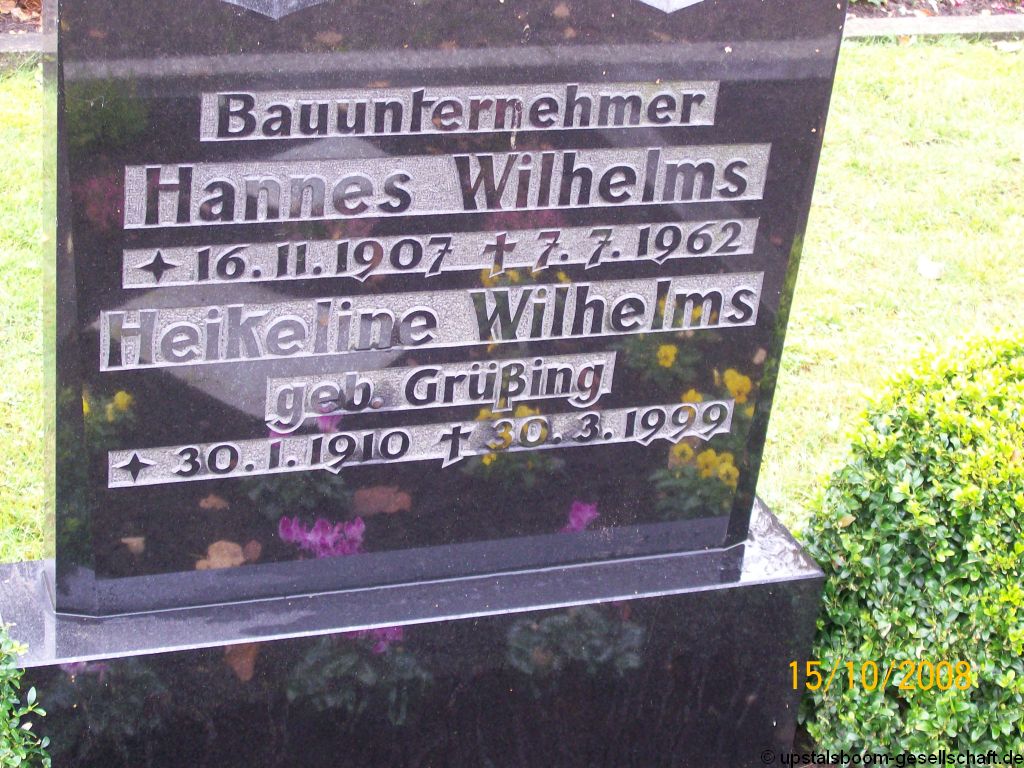 Bauunternehmer
Hannes Wilhelms
✦ 16.11.1907 ✝ 7.7.1962
Heikeline Wilhelms
geb. Grüßing
✦ 30.1.1910 ✝ 30.3.1999
15/10/2008
© upstalsboom-gesellschaft.de